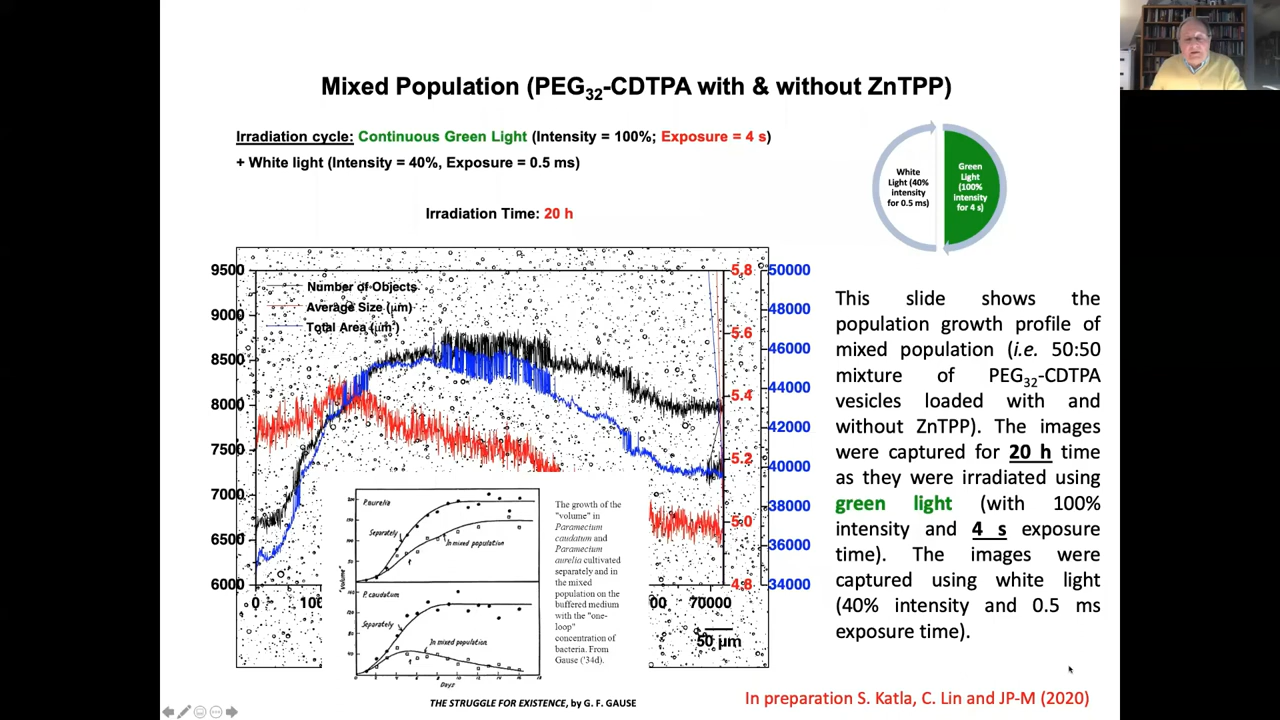 Mixed Population (PEG32-CDTPA with & without ZnTPP)
Irradiation cycle: Continuous Green Light (Intensity = 100%; Exposure = 4 s)
+ White light (Intensity = 40%, Exposure = 0.5 ms)
Irradiation Time: 20 h
White
Light (40%
intensity
for 0.5 ms)
Green
Light
(100%
intensity
for 4 s)
9500
9000
8500
8000
7500
7000
6500
6000
Number of Objects
Average Size (µm)
Total Area (µm²)
5.8
5.6
5.4
5.2
5.0
4.8
50000
48000
46000
44000
42000
40000
38000
36000
34000
0
70000
50 µm
P.aurelia
Separately
In mixed population
"Volume"
P.caudatum
Separately
In mixed population
Days
The growth of the
"volume" in
Paramecium
caudatum and
Paramecium
aurelia cultivated
separately and in
the mixed
population on the
buffered medium
with the "one-
loop"
concentration of
bacteria. From
Gause ('34d).
THE STRUGGLE FOR EXISTENCE, by G. F. GAUSE
This slide shows the
population growth profile of
mixed population (i.e. 50:50
mixture of PEG32-CDTPA
vesicles loaded with and
without ZnTPP). The images
were captured for 20 h time
as they were irradiated using
green light (with 100%
intensity and 4 s exposure
time). The images were
captured using white light
(40% intensity and 0.5 ms
exposure time).
In preparation S. Katla, C. Lin and JP-M (2020)